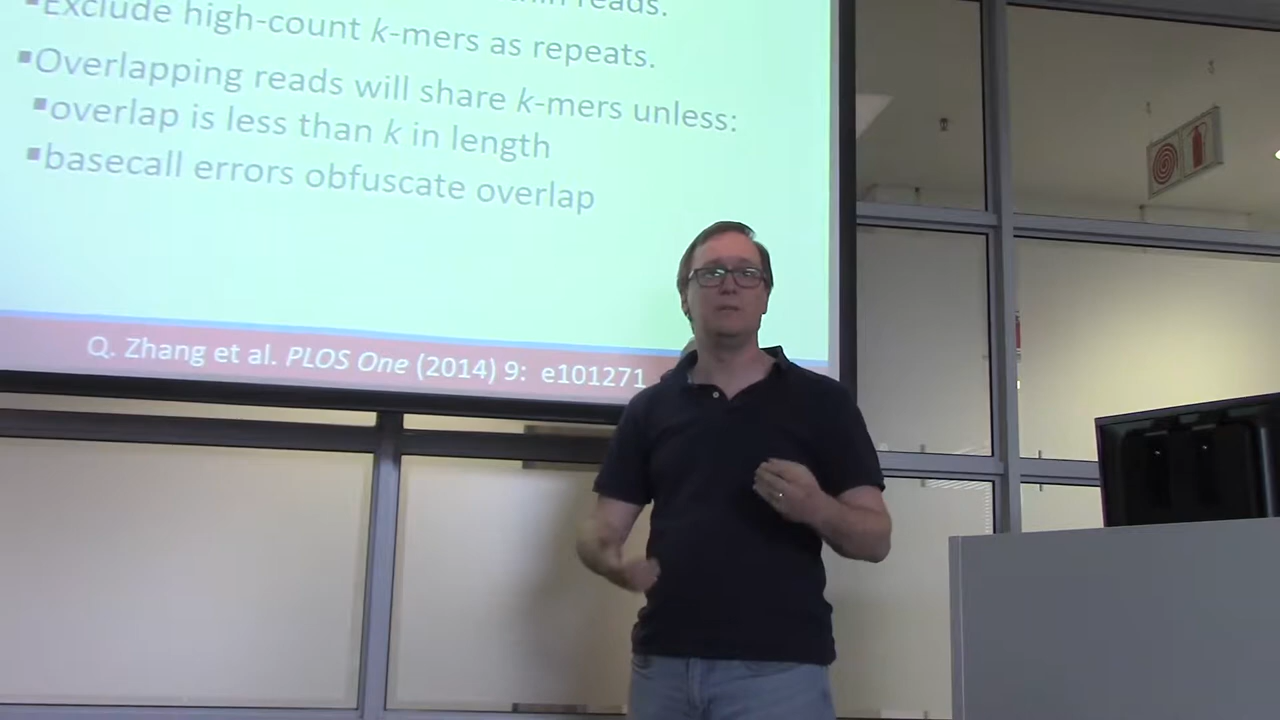 reads.
▪Exclude high-count k-mers as repeats.
▪Overlapping reads will share k-mers unless:
▪overlap is less than k in length
▪basecall errors obfuscate overlap
Q. Zhang et al. PLOS One (2014) 9: e101271